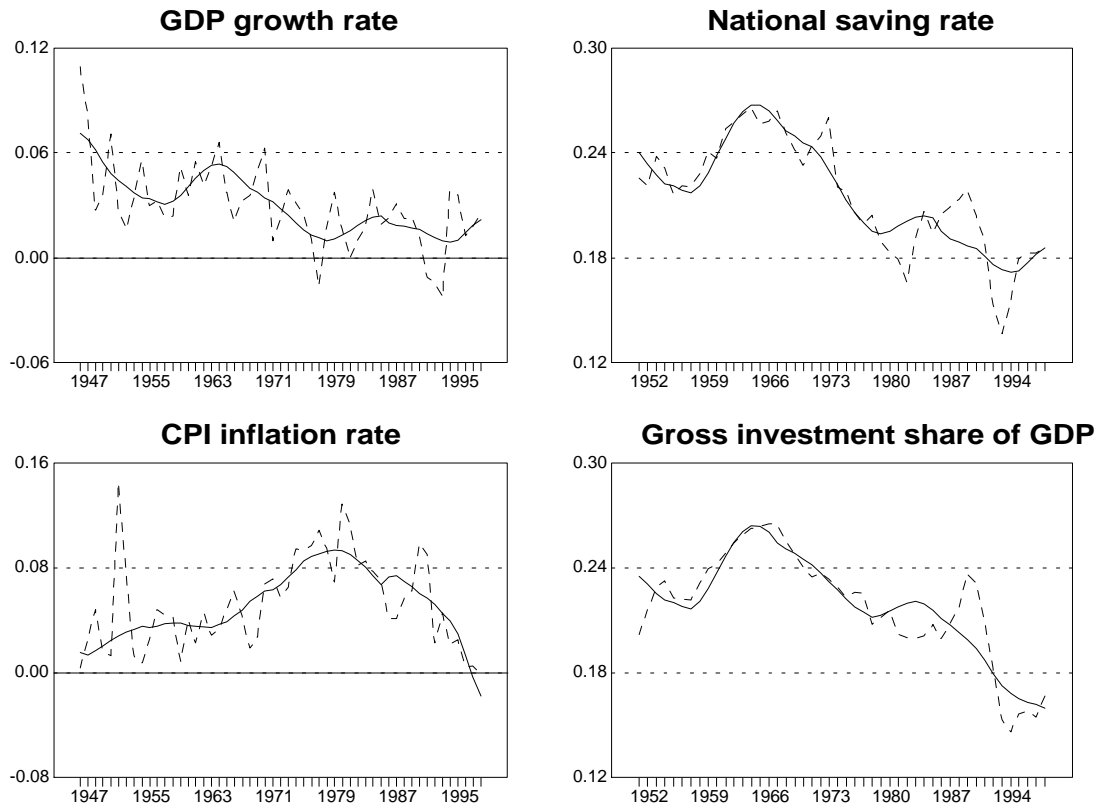 GDP growth rate
0.12
0.06
0.00
-0.06
1947 1955 1963 1971 1979 1987 1995
National saving rate
0.30
0.24
0.18
0.12
1952 1959 1966 1973 1980 1987 1994
CPI inflation rate
0.16
0.08
0.00
-0.08
1947 1955 1963 1971 1979 1987 1995
Gross investment share of GDP
0.30
0.24
0.18
0.12
1952 1959 1966 1973 1980 1987 1994